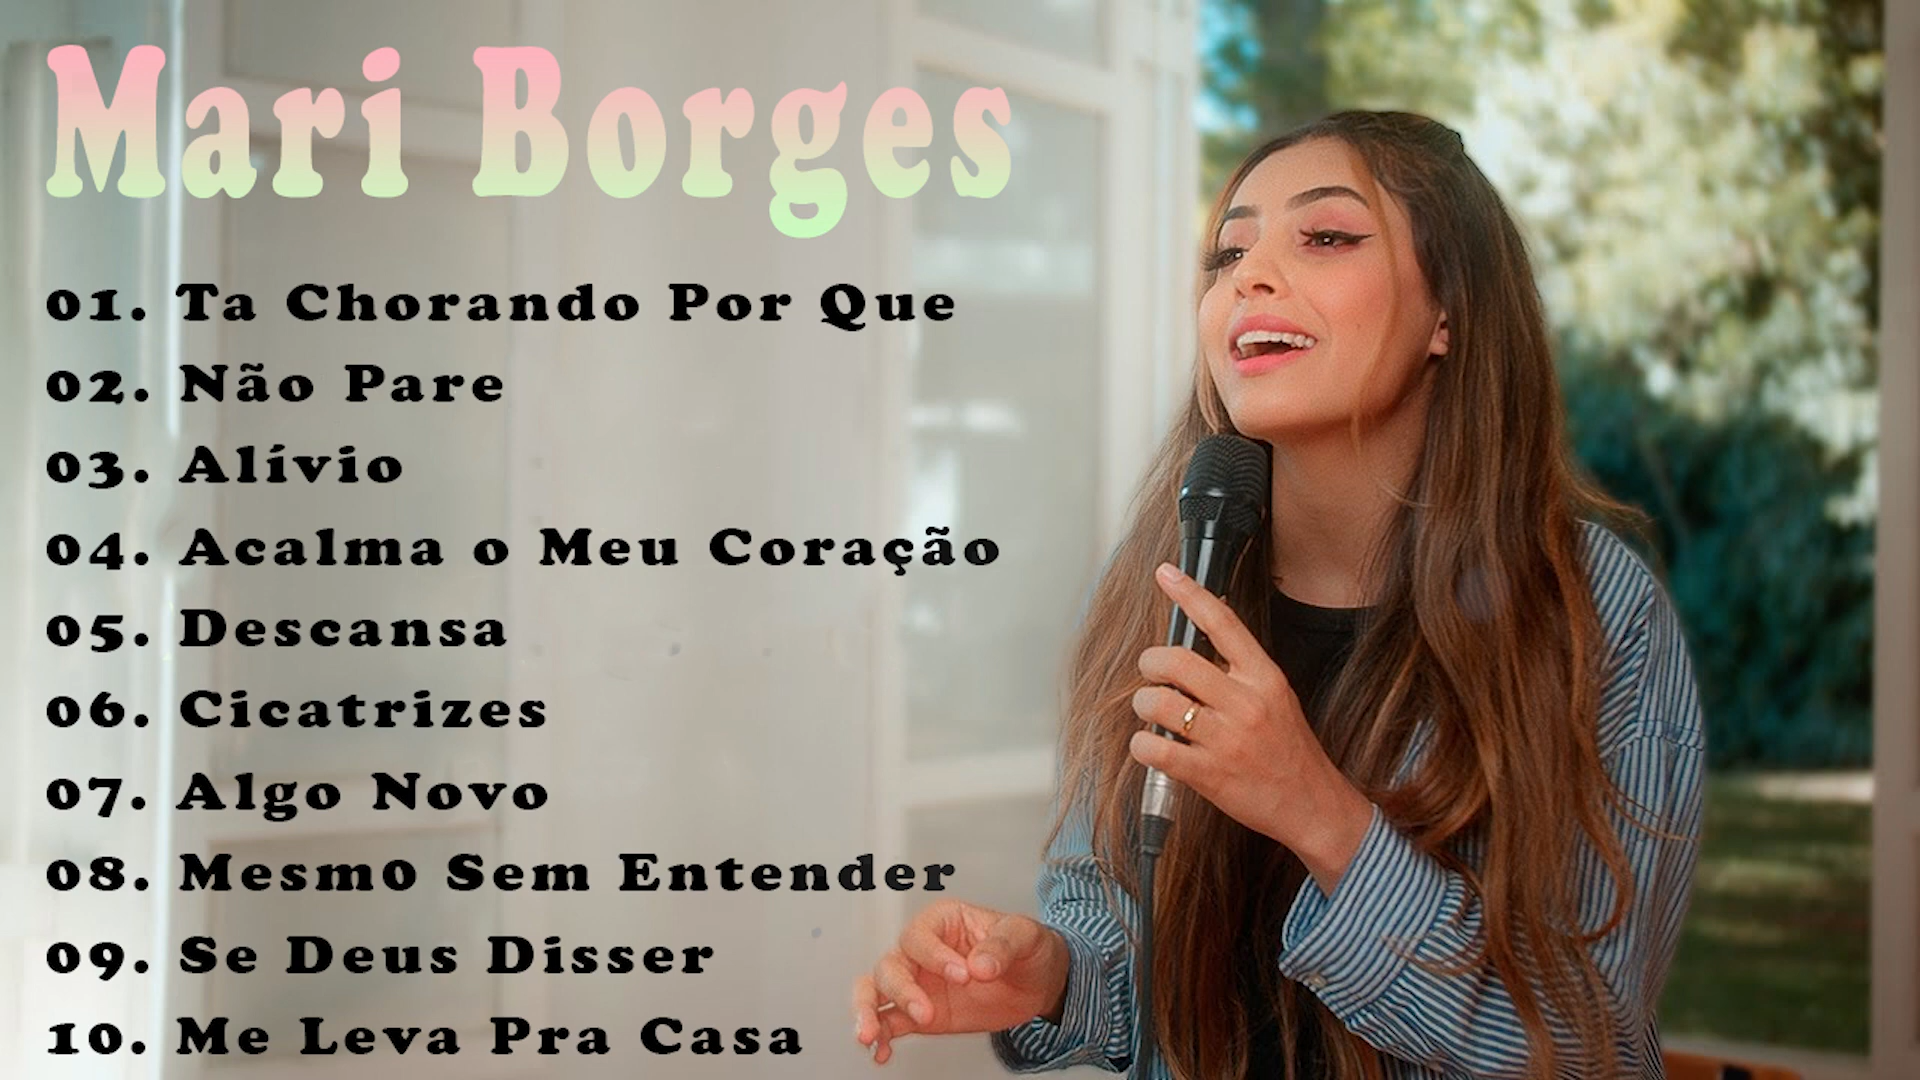 Mari Borges
01. Ta Chorando Por Que
02. Não Pare
03. Alívio
04. Acalma o Meu Coração
05. Descansa
06. Cicatrizes
07. Algo Novo
08. Mesm0 Sem Entender
09. Se Deus Disser
10. Me Leva Pra Casa